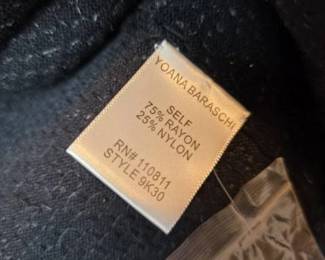 YOANA BARASCHI
SELF
75% RAYON
25% NYLON
RN# 110811
STYLE 9K30